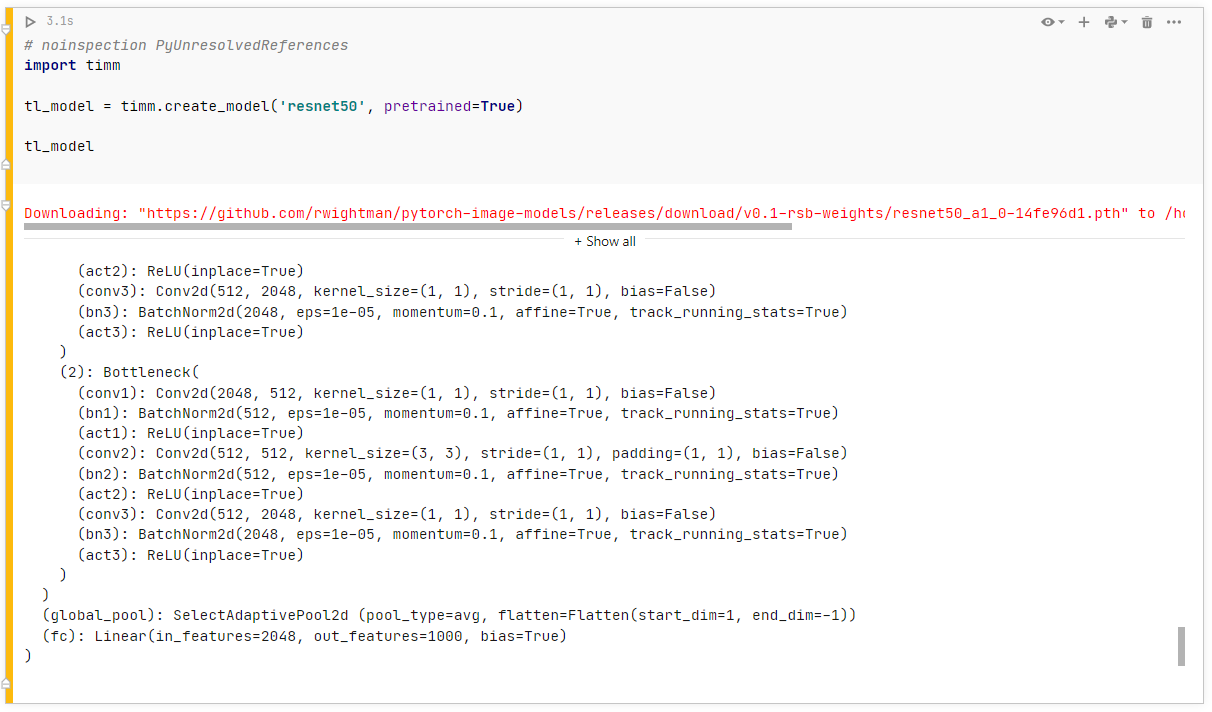 3.1s
# noinspection PyUnresolvedReferences
import timm
tl_model = timm.create_model('resnet50', pretrained=True)
tl_model
Downloading: "https://github.com/rwightman/pytorch-image-models/releases/download/v0.1-rsb-weights/resnet50_a1_0-14fe96d1.pth" to /ho
+ Show all
(act2): ReLU(inplace=True)
(conv3): Conv2d(512, 2048, kernel_size=(1, 1), stride=(1, 1), bias=False)
(bn3): BatchNorm2d(2048, eps=1e-05, momentum=0.1, affine=True, track_running_stats=True)
(act3): ReLU(inplace=True)
)
(2): Bottleneck(
(conv1): Conv2d(2048, 512, kernel_size=(1, 1), stride=(1, 1), bias=False)
(bn1): BatchNorm2d(512, eps=1e-05, momentum=0.1, affine=True, track_running_stats=True)
(act1): ReLU(inplace=True)
(conv2): Conv2d(512, 512, kernel_size=(3, 3), stride=(1, 1), padding=(1, 1), bias=False)
(bn2): BatchNorm2d(512, eps=1e-05, momentum=0.1, affine=True, track_running_stats=True)
(act2): ReLU(inplace=True)
(conv3): Conv2d(512, 2048, kernel_size=(1, 1), stride=(1, 1), bias=False)
(bn3): BatchNorm2d(2048, eps=1e-05, momentum=0.1, affine=True, track_running_stats=True)
(act3): ReLU(inplace=True)
)
)
(global_pool): SelectAdaptivePool2d (pool_type=avg, flatten=Flatten(start_dim=1, end_dim=-1))
(fc): Linear(in_features=2048, out_features=1000, bias=True)
)